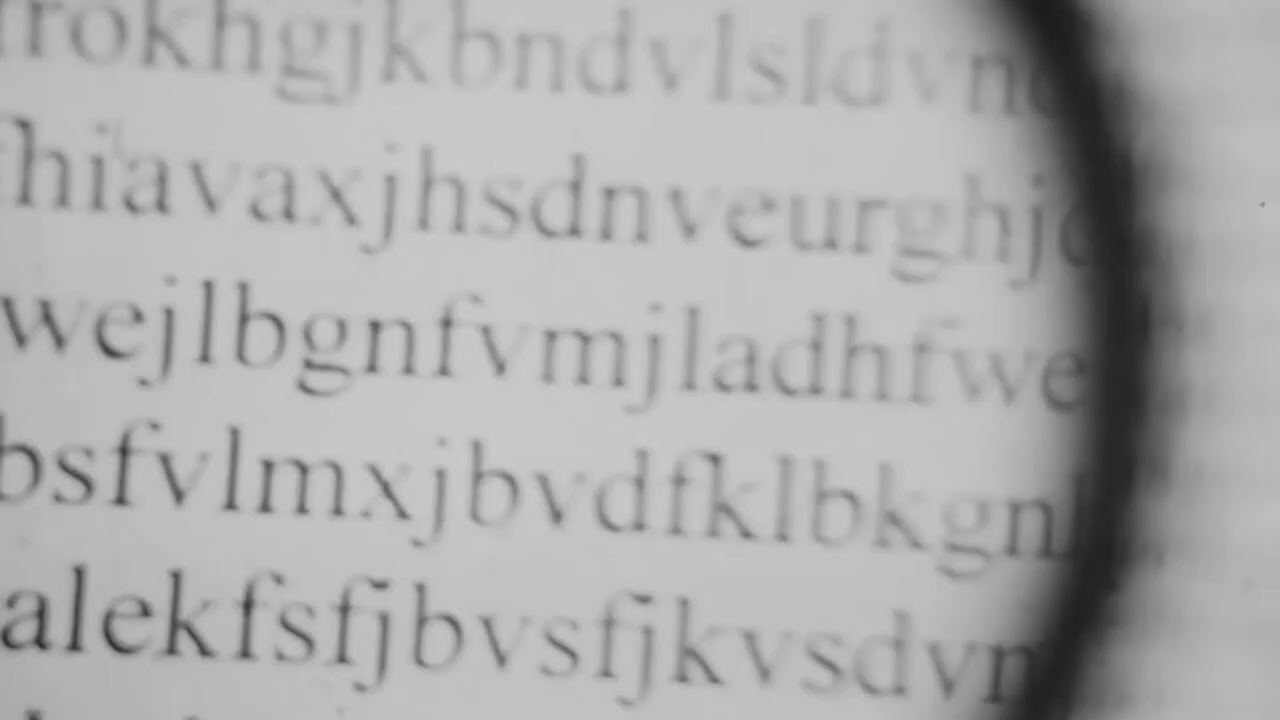 rokhgjkbndvlsldvn
hiavaxjhsdnveurghj
wejlbgnfvmjladhfwe
bsfvlmxjbvdfklbkgn
alekfsfjbvsfjkvsdvn